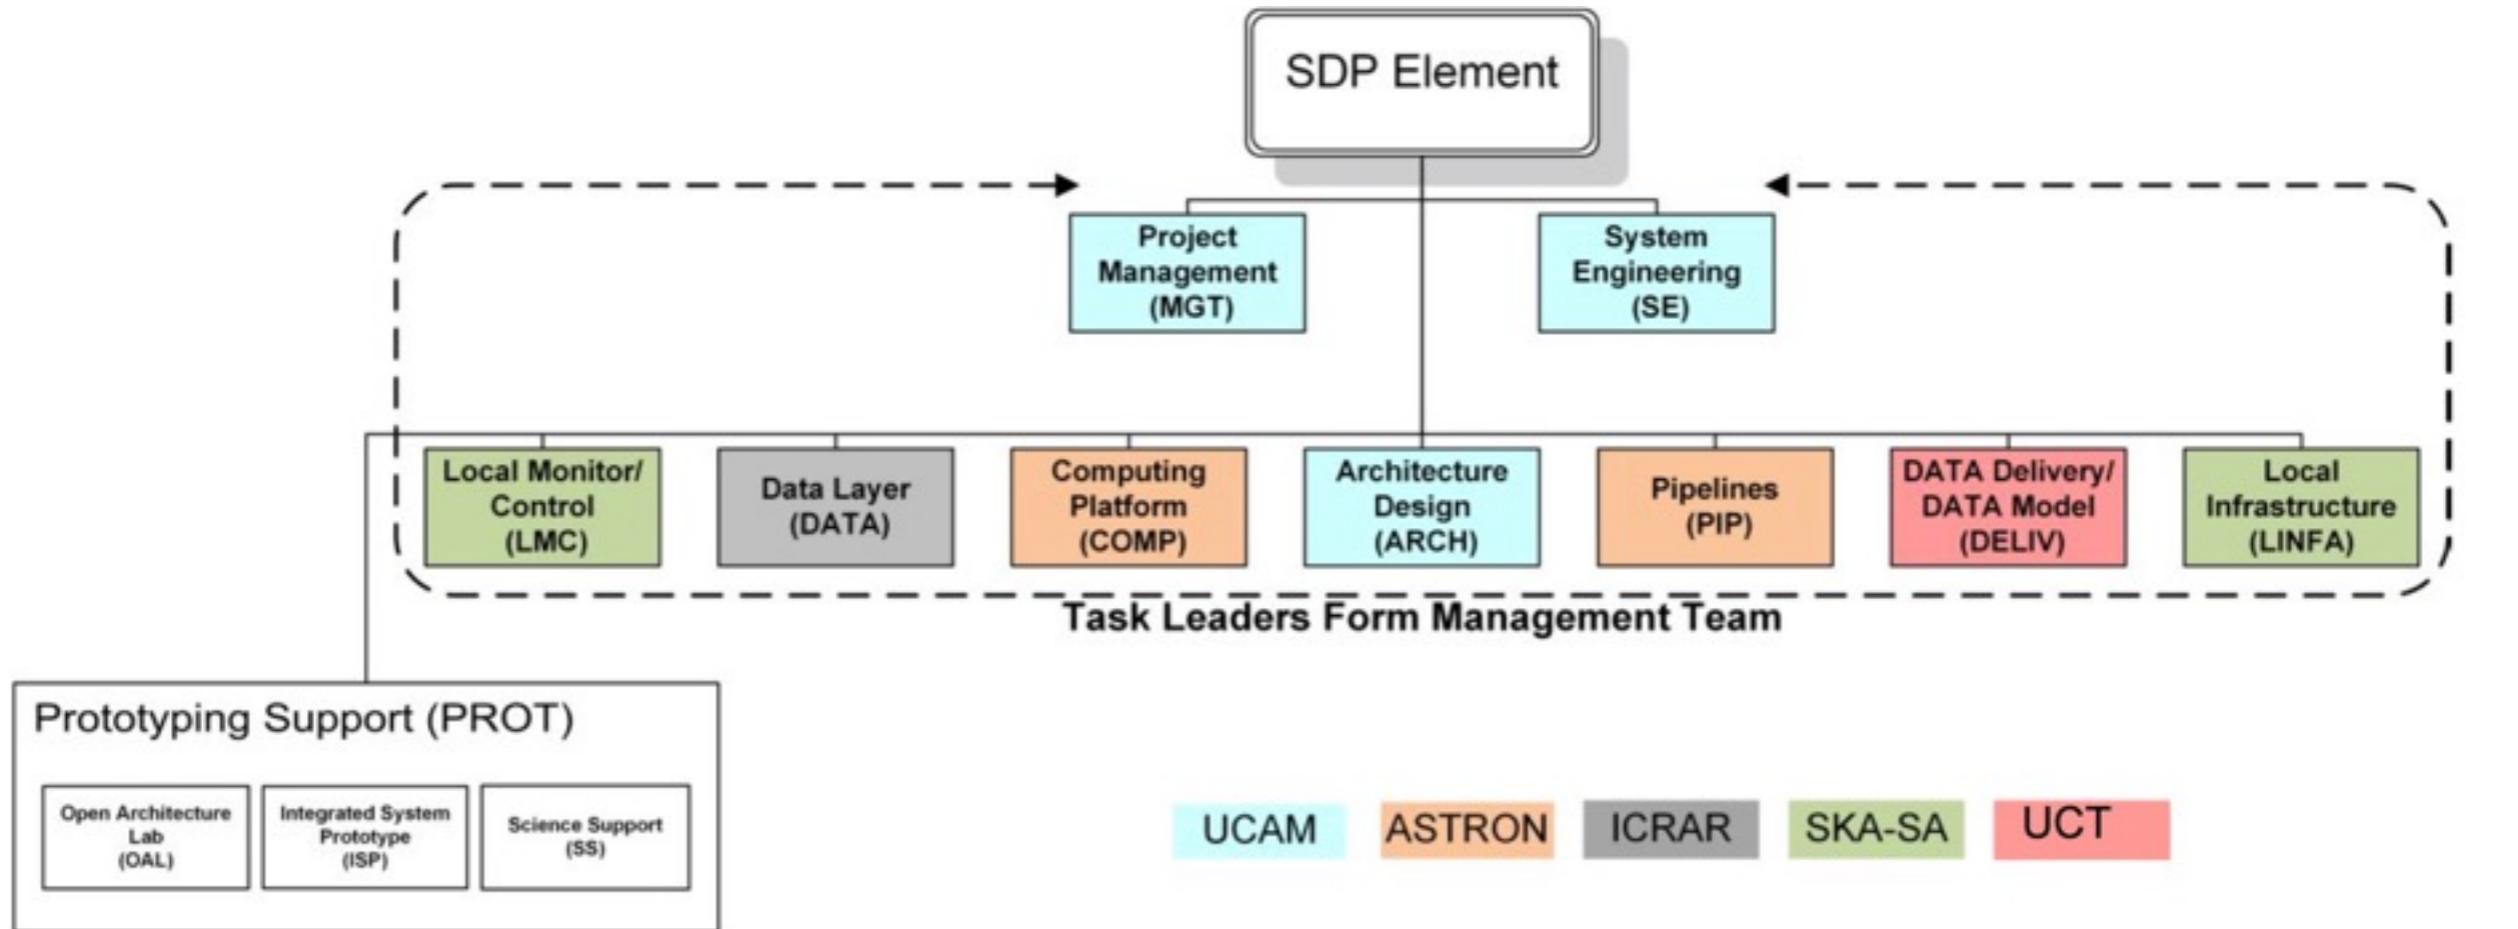 SDP Element
Project
Management
(MGT)
System
Engineering
(SE)
Local Monitor/
Control
(LMC)
Data Layer
(DATA)
Computing
Platform
(COMP)
Architecture
Design
(ARCH)
Pipelines
(PIP)
DATA Delivery/
DATA Model
(DELIV)
Local
Infrastructure
(LINFA)
Task Leaders Form Management Team
Prototyping Support (PROT)
Open Architecture
Lab
(OAL)
Integrated System
Prototype
(ISP)
Science Support
(SS)
UCAM
ASTRON
ICRAR
SKA-SA
UCT